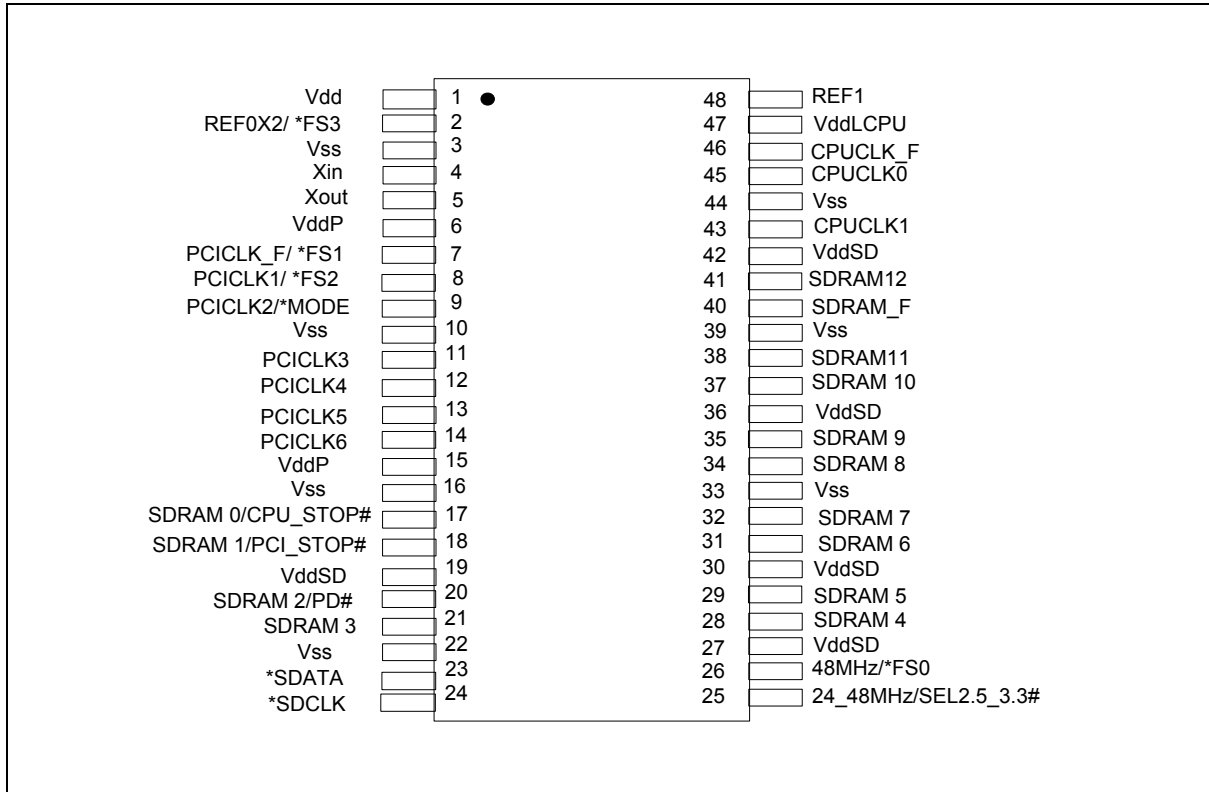 Vdd 1 48 REF1
REF0X2/ *FS3 2 47 VddLCPU
Vss 3 46 CPUCLK_F
Xin 4 45 CPUCLK0
Xout 5 44 Vss
VddP 6 43 CPUCLK1
PCICLK_F/ *FS1 7 42 VddSD
PCICLK1/ *FS2 8 41 SDRAM12
PCICLK2/*MODE 9 40 SDRAM_F
Vss 10 39 Vss
PCICLK3 11 38 SDRAM11
PCICLK4 12 37 SDRAM 10
PCICLK5 13 36 VddSD
PCICLK6 14 35 SDRAM 9
VddP 15 34 SDRAM 8
Vss 16 33 Vss
SDRAM 0/CPU_STOP# 17 32 SDRAM 7
SDRAM 1/PCI_STOP# 18 31 SDRAM 6
VddSD 19 30 VddSD
SDRAM 2/PD# 20 29 SDRAM 5
SDRAM 3 21 28 SDRAM 4
Vss 22 27 VddSD
*SDATA 23 26 48MHz/*FS0
*SDCLK 24 25 24_48MHz/SEL2.5_3.3#